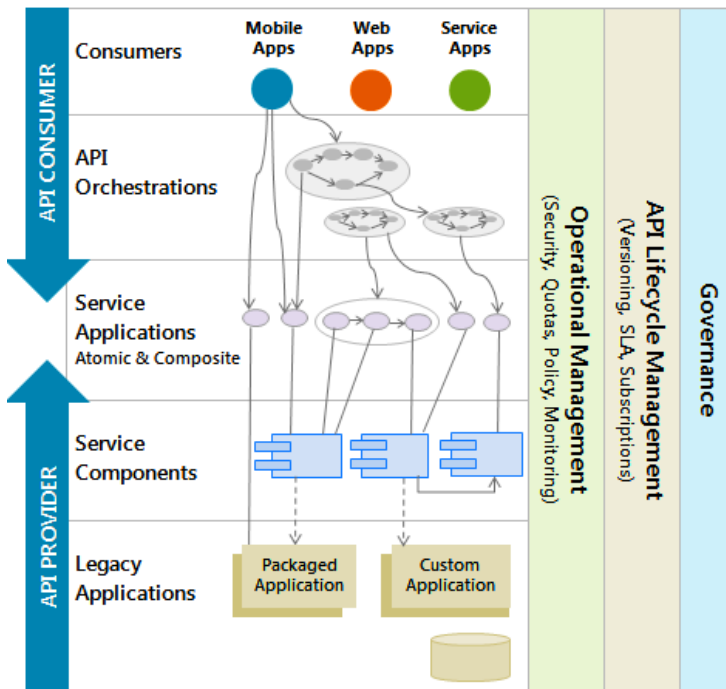 Mobile
Apps
Web
Apps
Service
Apps
Consumers
API CONSUMER
API
Orchestrations
Service
Applications
Atomic & Composite
Service
Components
API PROVIDER
Legacy
Applications
Packaged
Application
Custom
Application
Operational Management
(Security, Quotas, Policy, Monitoring)
API Lifecycle Management
(Versioning, SLA, Subscriptions)
Governance